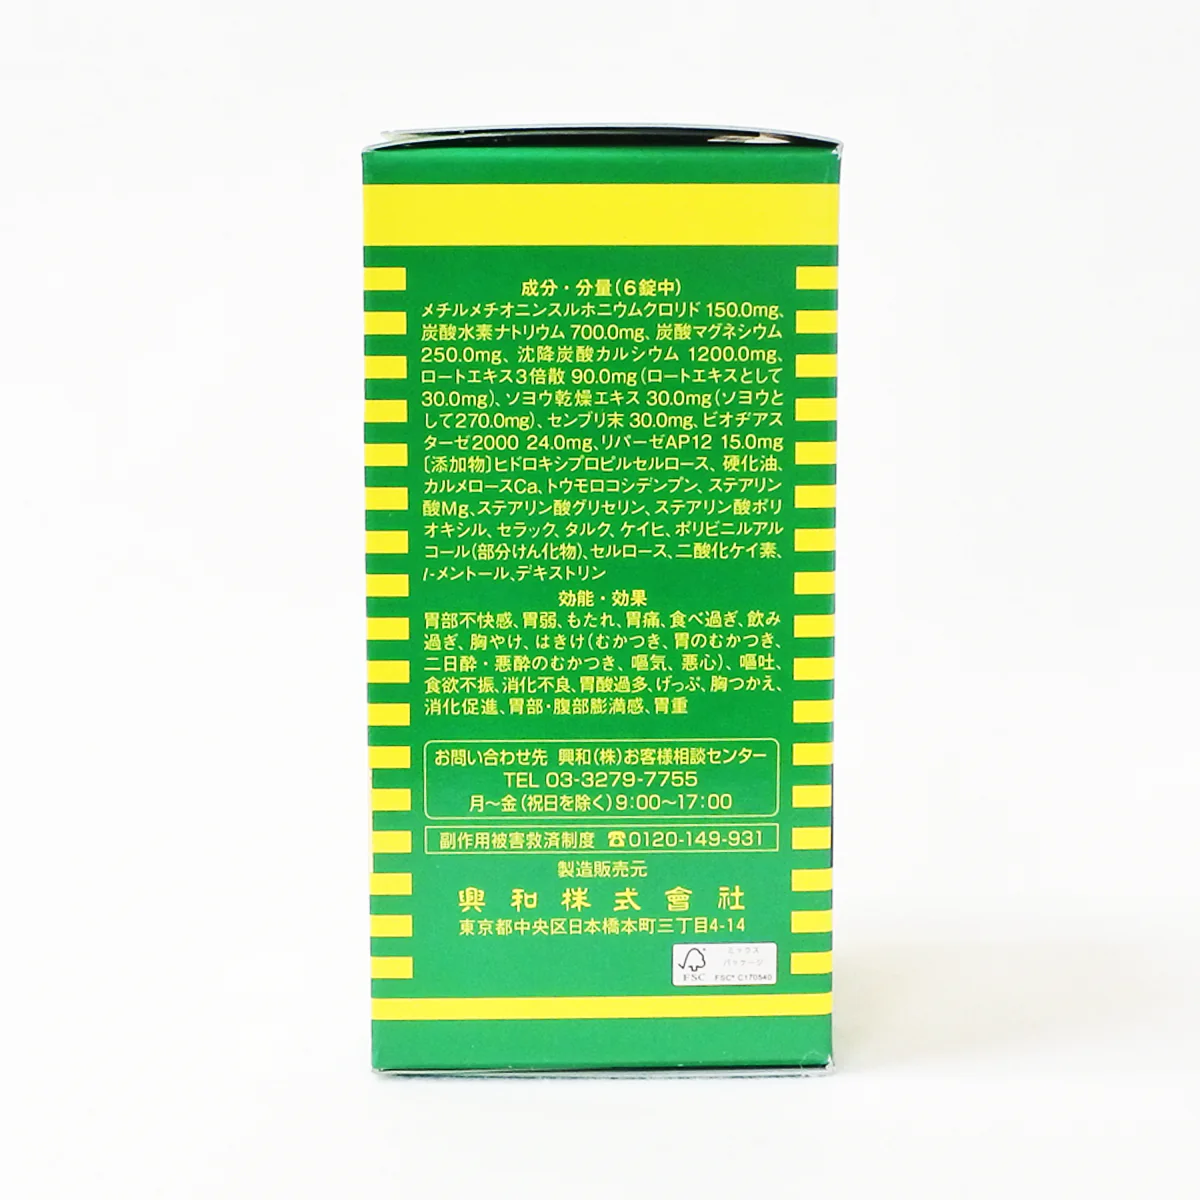 成分・分量(6錠中)
メチルメチオニンスルホニウムクロリド 150.0mg、
炭酸水素ナトリウム 700.0mg、炭酸マグネシウム
250.0mg、沈降炭酸カルシウム 1200.0mg、
ロートエキス3倍散 90.0mg(ロートエキスとして
30.0mg)、ソヨウ乾燥エキス 30.0mg(ソヨウと
して270.0mg)、センブリ末 30.0mg、ビオヂアス
ターゼ2000 24.0mg、リパーゼAP12 15.0mg
〔添加物〕ヒドロキシプロピルセルロース、硬化油、
カルメロースCa、トウモロコシデンプン、ステアリン
酸Mg、ステアリン酸グリセリン、ステアリン酸ポリ
オキシル、セラック、タルク、ケイヒ、ポリビニルアル
コール(部分けん化物)、セルロース、二酸化ケイ素、
l-メントール、デキストリン
効能・効果
胃部不快感、胃弱、もたれ、胃痛、食べ過ぎ、飲み
過ぎ、胸やけ、はきけ(むかつき、胃のむかつき、
二日酔・悪酔のむかつき、嘔気、悪心)、嘔吐、
食欲不振、消化不良、胃酸過多、げっぷ、胸つかえ、
消化促進、胃部・腹部膨満感、胃重
お問い合わせ先 興和(株)お客様相談センター
TEL 03-3279-7755
月〜金(祝日を除く)9:00〜17:00
副作用被害救済制度 ☎0120-149-931
製造販売元
興和株式會社
東京都中央区日本橋本町三丁目4-14
ミックス
パッケージ
FSC
FSC® C170540